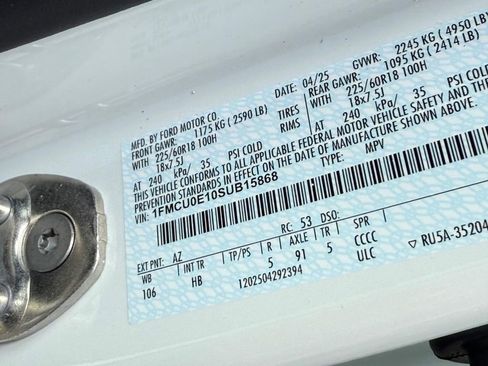 MFD. BY FORD MOTOR CO.
04/25
GVWR: 2245 KG ( 4950 LB)
FRONT GAWR: 1175 KG ( 2590 LB)
REAR GAWR: 1095 KG ( 2414 LB)
WITH 225/60R18 100H TIRES
WITH 225/60R18 100H
18x7.5J RIMS
18x7.5J
AT 240 kPa/ 35 PSI COLD
AT 240 kPa/ 35 PSI COLD
THIS VEHICLE CONFORMS TO ALL APPLICABLE FEDERAL MOTOR VEHICLE SAFETY AND
PREVENTION STANDARDS IN EFFECT ON THE DATE OF MANUFACTURE SHOWN ABOVE.
1FMCU0E10SUB15868
TYPE: MPV
EXT PNT: AZ RC: 53 DSO:
WB INT TR TP/PS R AXLE TR SPR
106 HB 5 91 5 CCCC
1202504292394 ULC
RU5A-35204